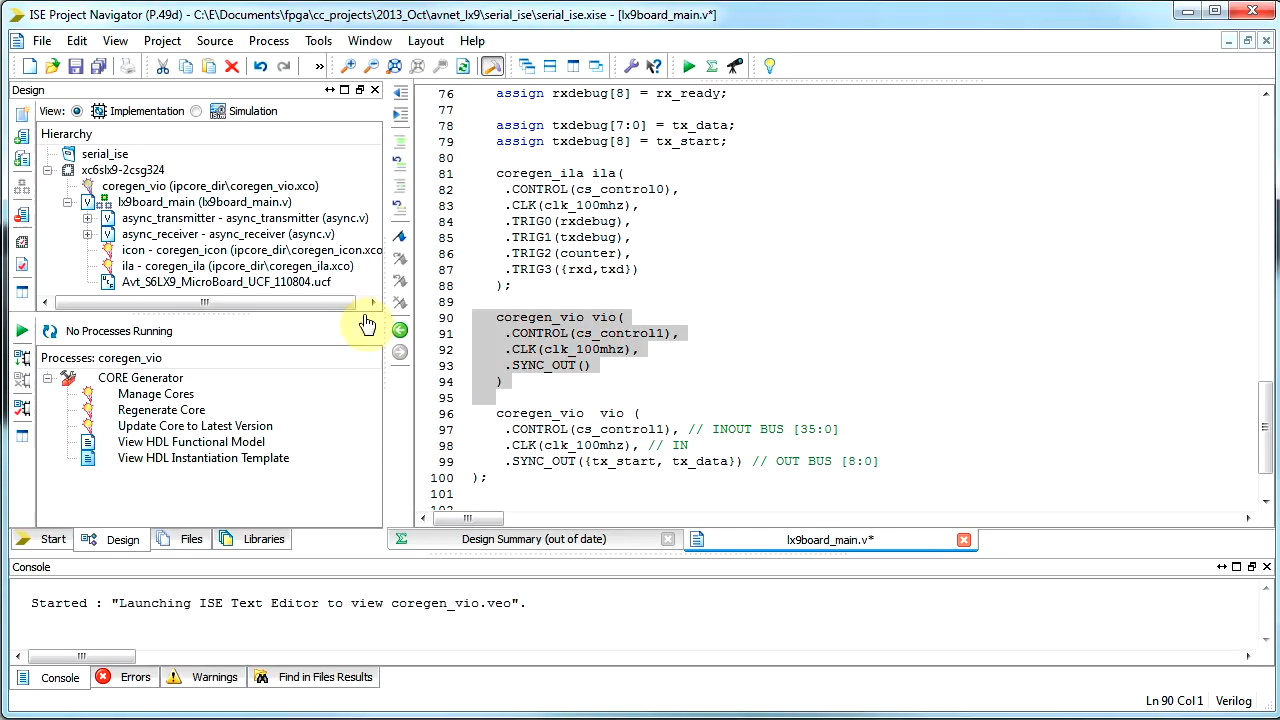 ISE Project Navigator (P.49d) - C:\E\Documents\fpga\cc_projects\2013_Oct\avnet_lx9\serial_ise\serial_ise.xise - [lx9board_main.v*]
File Edit View Project Source Process Tools Window Layout Help
»
Design
View: Implementation Simulation
Hierarchy
serial_ise
xc6slx9-2csg324
coregen_vio (ipcore_dir\coregen_vio.xco)
lx9board_main (lx9board_main.v)
async_transmitter - async_transmitter (async.v)
async_receiver - async_receiver (async.v)
icon - coregen_icon (ipcore_dir\coregen_icon.xco
ila - coregen_ila (ipcore_dir\coregen_ila.xco)
Avt_S6LX9_MicroBoard_UCF_110804.ucf
No Processes Running
Processes: coregen_vio
CORE Generator
Manage Cores
Regenerate Core
Update Core to Latest Version
View HDL Functional Model
View HDL Instantiation Template
Start Design Files Libraries
76 assign rxdebug[8] = rx_ready;
77
78 assign txdebug[7:0] = tx_data;
79 assign txdebug[8] = tx_start;
80
81 coregen_ila ila(
82 .CONTROL(cs_control0),
83 .CLK(clk_100mhz),
84 .TRIG0(rxdebug),
85 .TRIG1(txdebug),
86 .TRIG2(counter),
87 .TRIG3({rxd,txd})
88 );
89
90 coregen_vio vio(
91 .CONTROL(cs_control1),
92 .CLK(clk_100mhz),
93 .SYNC_OUT()
94 )
95
96 coregen_vio vio (
97 .CONTROL(cs_control1), // INOUT BUS [35:0]
98 .CLK(clk_100mhz), // IN
99 .SYNC_OUT({tx_start, tx_data}) // OUT BUS [8:0]
100 );
101
102
Design Summary (out of date) lx9board_main.v*
Console
Started : "Launching ISE Text Editor to view coregen_vio.veo".
Console Errors Warnings Find in Files Results
Ln 90 Col 1 Verilog